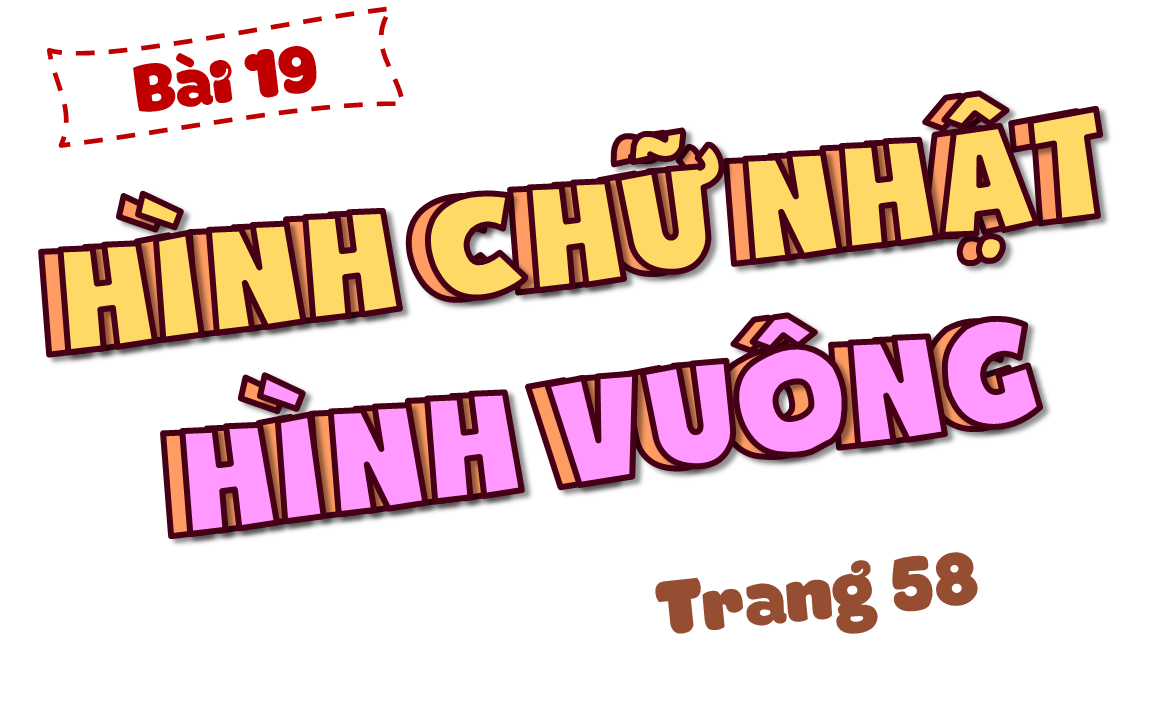 Bài 19
HÌNH CHỮ NHẬT
HÌNH VUÔNG
Trang 58